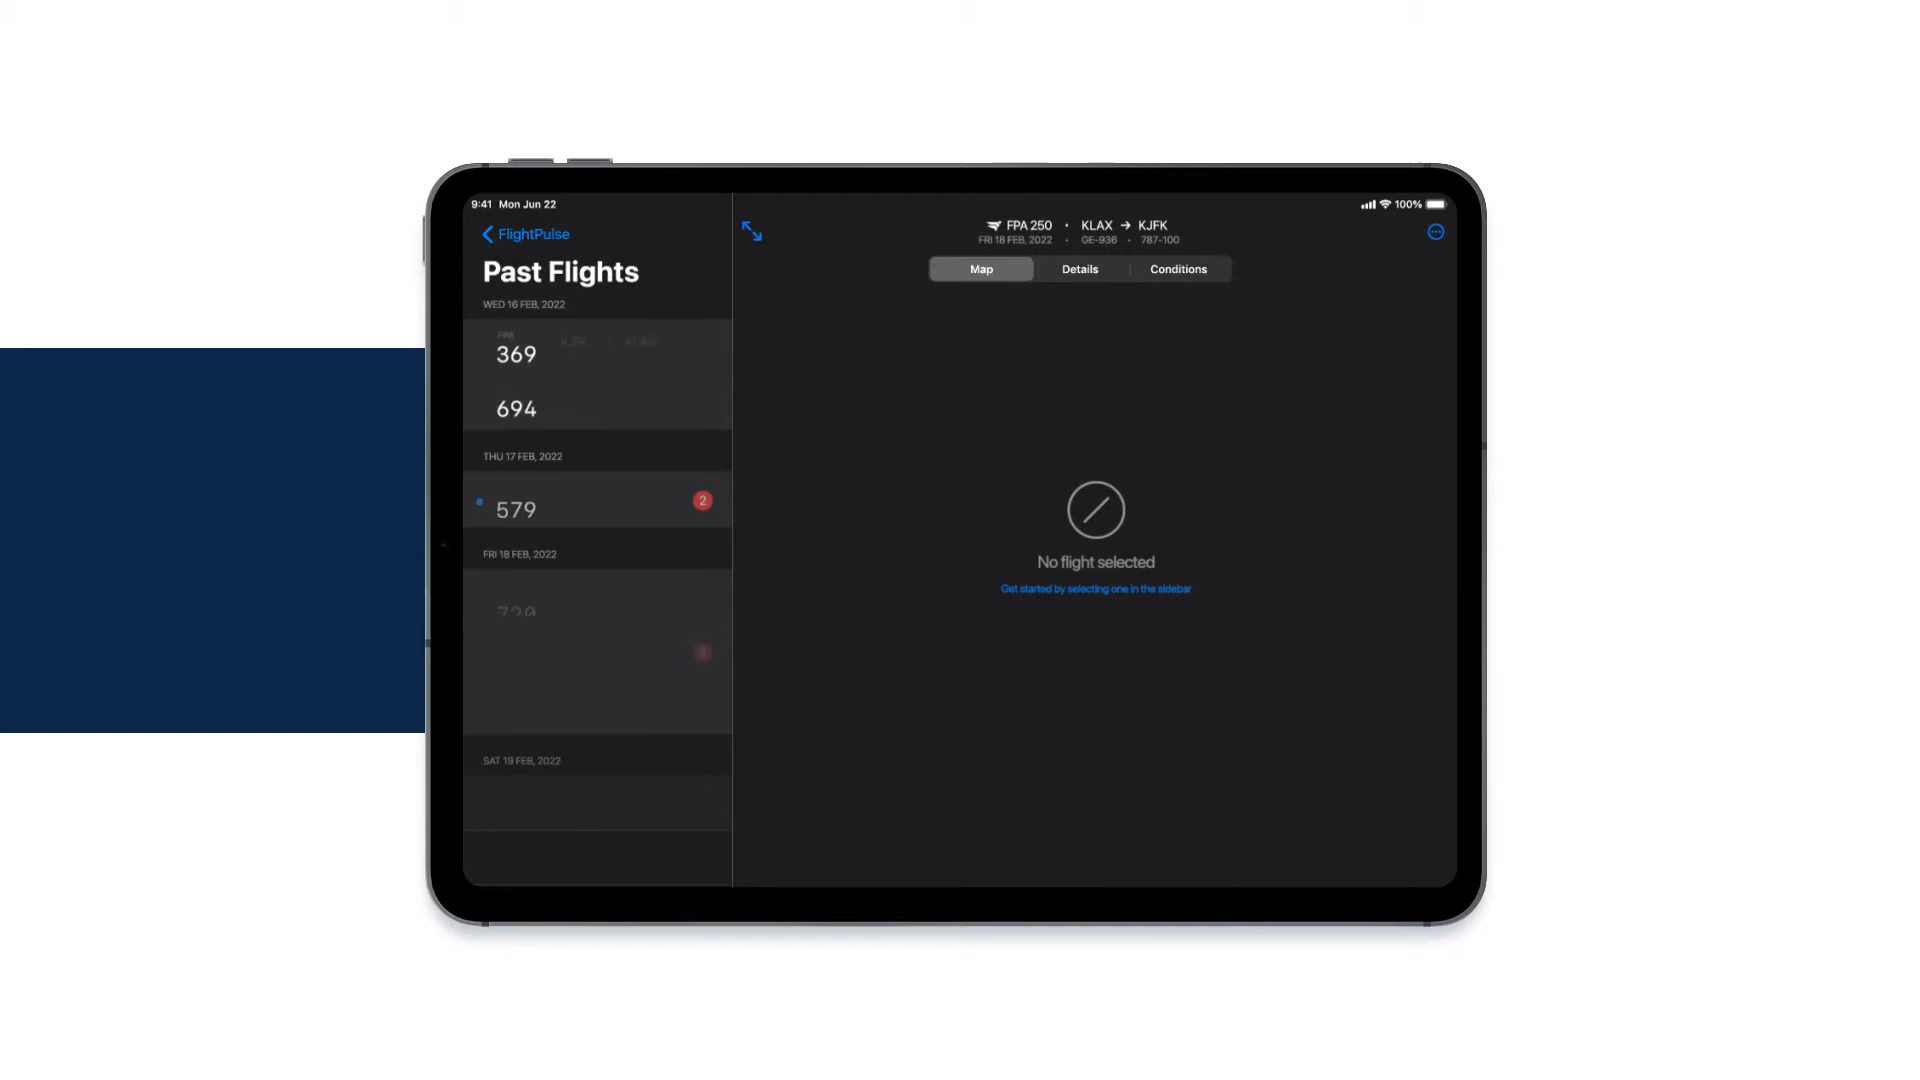 9:41 Mon Jun 22
100%
FlightPulse
Past Flights
WED 16 FEB, 2022
369
694
THU 17 FEB, 2022
579
2
FRI 18 FEB, 2022
SAT 19 FEB, 2022
FPA 250 · KLAX → KJFK
FRI 18 FEB, 2022 · GE-936 · 787-100
Map
Details
Conditions
No flight selected
Get started by selecting one in the sidebar